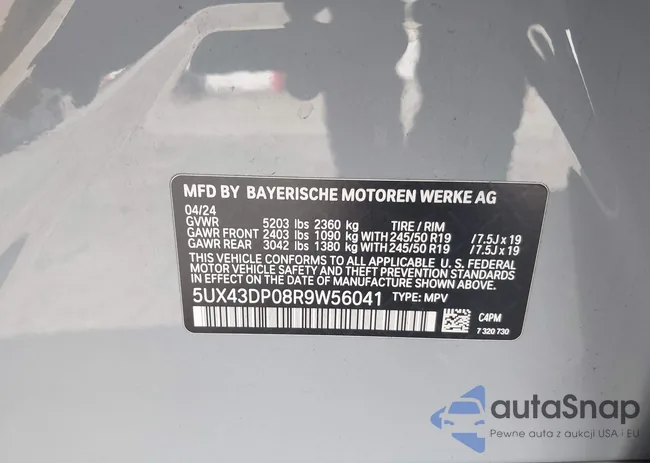 MFD BY BAYERISCHE MOTOREN WERKE AG
04/24
GVWR 5203 lbs 2360 kg TIRE / RIM
GAWR FRONT 2403 lbs 1090 kg WITH 245/50 R19 /7.5J x 19
GAWR REAR 3042 lbs 1380 kg WITH 245/50 R19 /7.5J x 19
THIS VEHICLE CONFORMS TO ALL APPLICABLE U. S. FEDERAL
MOTOR VEHICLE SAFETY AND THEFT PREVENTION STANDARDS
IN EFFECT ON THE DATE OF MANUFACTURE SHOWN ABOVE.
5UX43DP08R9W56041 TYPE: MPV
C4PM
7 320 730
autaSnap
Pewne auta z aukcji USA i EU